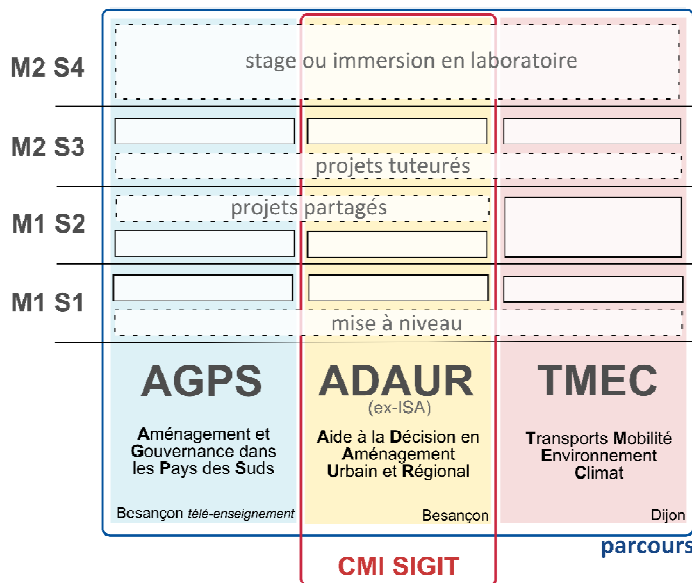 M2 S4
stage ou immersion en laboratoire
M2 S3
projets tuteurés
M1 S2
projets partagés
M1 S1
mise à niveau
AGPS
Aménagement et
Gouvernance dans
les Pays des Suds
Besançon télé-enseignement
ADAUR
(ex-ISA)
Aide à la Décision en
Aménagement
Urbain et Régional
Besançon
TMEC
Transports Mobilité
Environnement
Climat
Dijon
parcours
CMI SIGIT